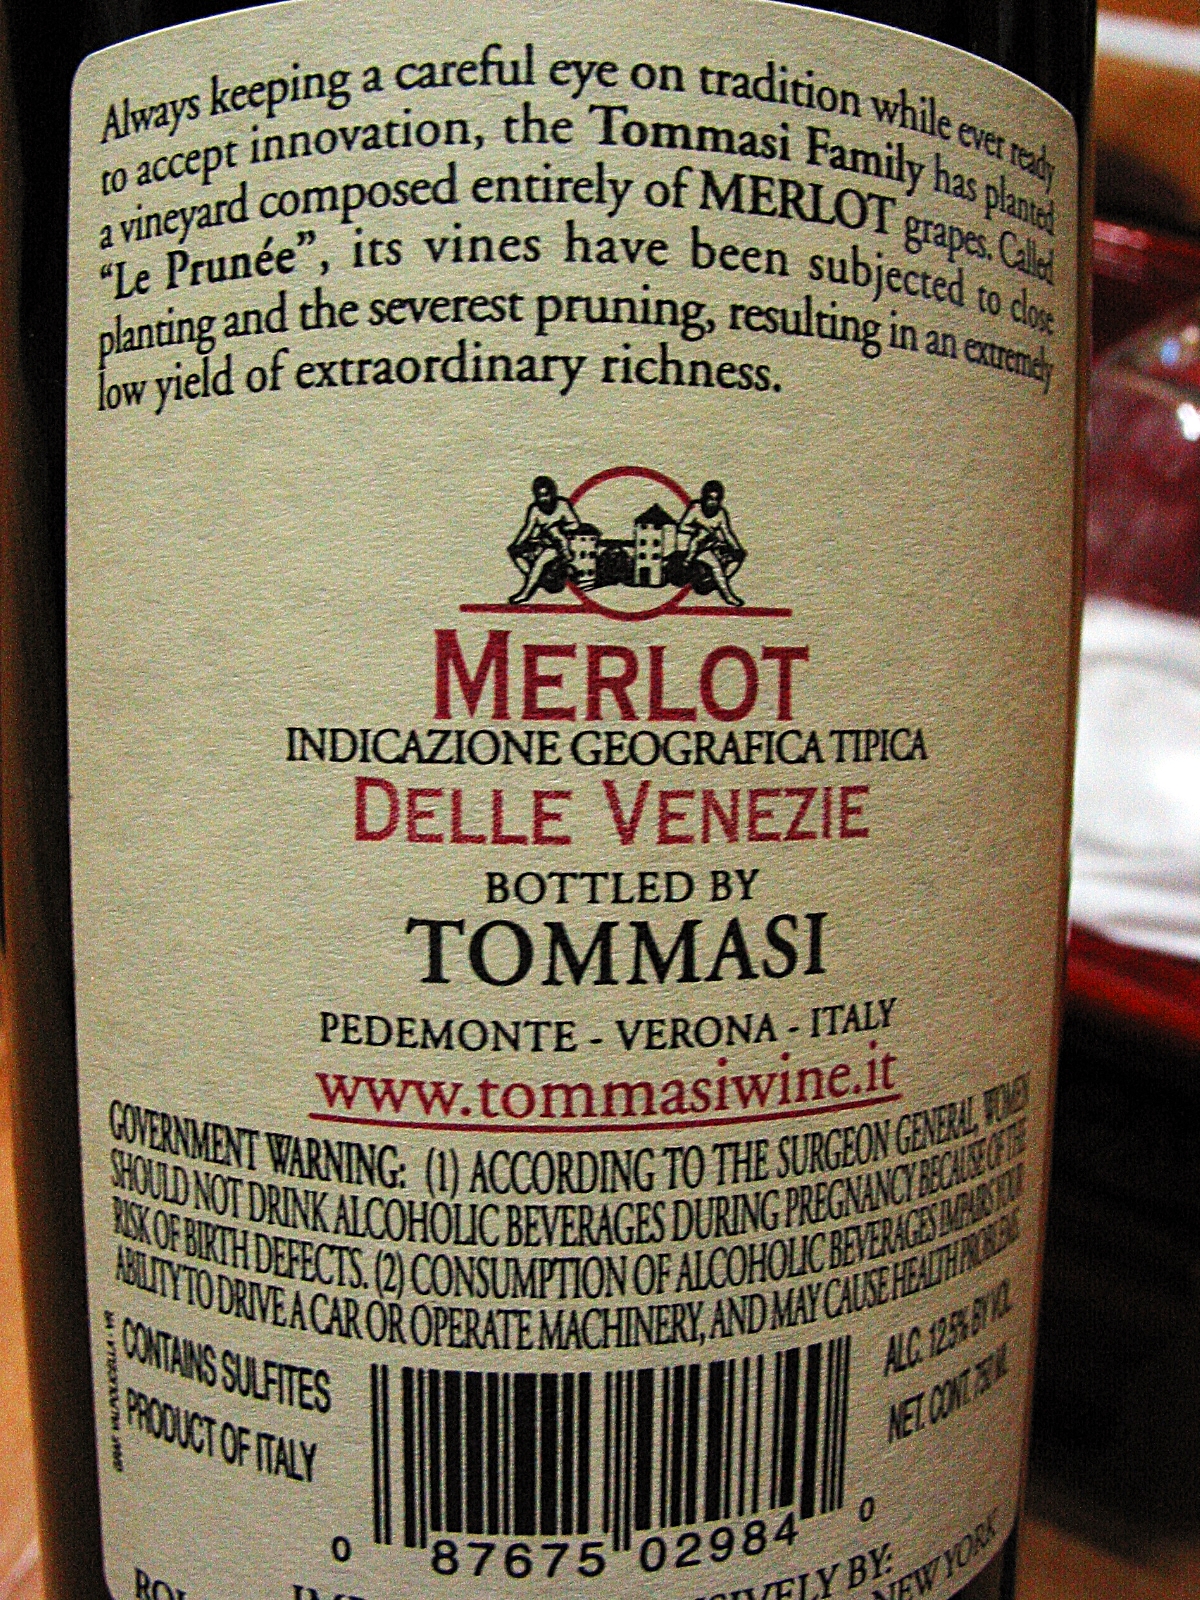 Always keeping a careful eye on tradition while ever ready
to accept innovation, the Tommasi Family has planted
a vineyard composed entirely of MERLOT grapes. Called
“Le Prunée”, its vines have been subjected to close
planting and the severest pruning, resulting in an extremely
low yield of extraordinary richness.
MERLOT
INDICAZIONE GEOGRAFICA TIPICA
DELLE VENEZIE
BOTTLED BY
TOMMASI
PEDEMONTE - VERONA - ITALY
www.tommasiwine.it
GOVERNMENT WARNING: (1) ACCORDING TO THE SURGEON GENERAL, WOMEN
SHOULD NOT DRINK ALCOHOLIC BEVERAGES DURING PREGNANCY BECAUSE OF THE
RISK OF BIRTH DEFECTS. (2) CONSUMPTION OF ALCOHOLIC BEVERAGES IMPAIRS YOUR
ABILITY TO DRIVE A CAR OR OPERATE MACHINERY, AND MAY CAUSE HEALTH PROBLEMS
CONTAINS SULFITES
PRODUCT OF ITALY
ALC. 12.5% BY VOL.
NET. CONT. 750 ML
0 87675 02984 0
BY:
NEW YORK